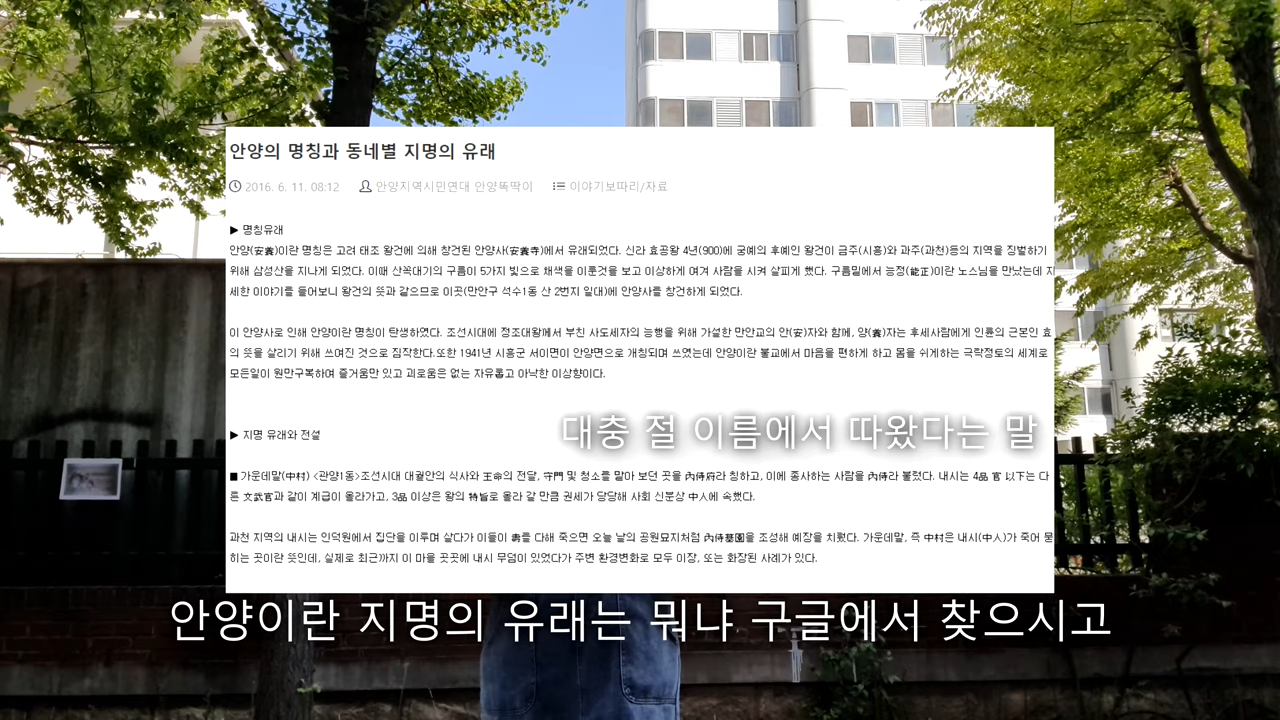 안양의 명칭과 동네별 지명의 유래
2016. 6. 11. 08:12 안양지역시민연대 안양똑딱이 이야기보따리/자료
▶ 명칭유래
안양(安養)이란 명칭은 고려 태조 왕건에 의해 창건된 안양사(安養寺)에서 유래되었다. 신라 효공왕 4년(900)에 궁예의 후예인 왕건이 금주(시흥)와 과주(과천)등의 지역을 징벌하기
위해 삼성산을 지나게 되었다. 이때 산꼭대기의 구름이 5가지 빛으로 채색을 이룬것을 보고 이상하게 여겨 사람을 시켜 살피게 했다. 구름밑에서 능정(能正)이란 노스님을 만났는데 자
세한 이야기를 들어보니 왕건의 뜻과 같으므로 이곳(만안구 석수1동 산 2번지 일대)에 안양사를 창건하게 되었다.
이 안양사로 인해 안양이란 명칭이 탄생하였다. 조선시대에 정조대왕께서 부친 사도세자의 능행을 위해 가설한 만안교의 안(安)자와 함께, 양(養)자는 후세사람에게 인륜의 근본인 효
의 뜻을 살리기 위해 쓰여진 것으로 짐작한다.또한 1941년 시흥군 서이면이 안양면으로 개칭되며 쓰였는데 안양이란 불교에서 마음을 편하게 하고 몸을 쉬게하는 극락정토의 세계로
모든일이 원만구복하여 즐거움만 있고 괴로움은 없는 자유롭고 아낙한 이상향이다.
대충 절 이름에서 따왔다는 말
▶ 지명 유래와 전설
■ 가운데말(中村) <관양1동>조선시대 대궐안의 식사와 王命의 전달, 守門 및 청소를 맡아 보던 곳을 內侍府라 칭하고, 이에 종사하는 사람을 內侍라 불렀다. 내시는 4品 官 以下는 다
른 文武官과 같이 계급이 올라가고, 3品 이상은 왕의 特旨로 올라 갈 만큼 권세가 당당해 사회 신분상 中人에 속했다.
과천 지역의 내시는 인덕원에서 집단을 이루며 살다가 이들이 壽를 다해 죽으면 오늘 날의 공원묘지처럼 內侍墓園을 조성해 예장을 치뤘다. 가운데말, 즉 中村은 내시(中人)가 죽어 묻
히는 곳이란 뜻인데, 실제로 최근까지 이 마을 곳곳에 내시 무덤이 있었다가 주변 환경변화로 모두 이장, 또는 화장된 사례가 있다.
안양이란 지명의 유래는 뭐냐 구글에서 찾으시고